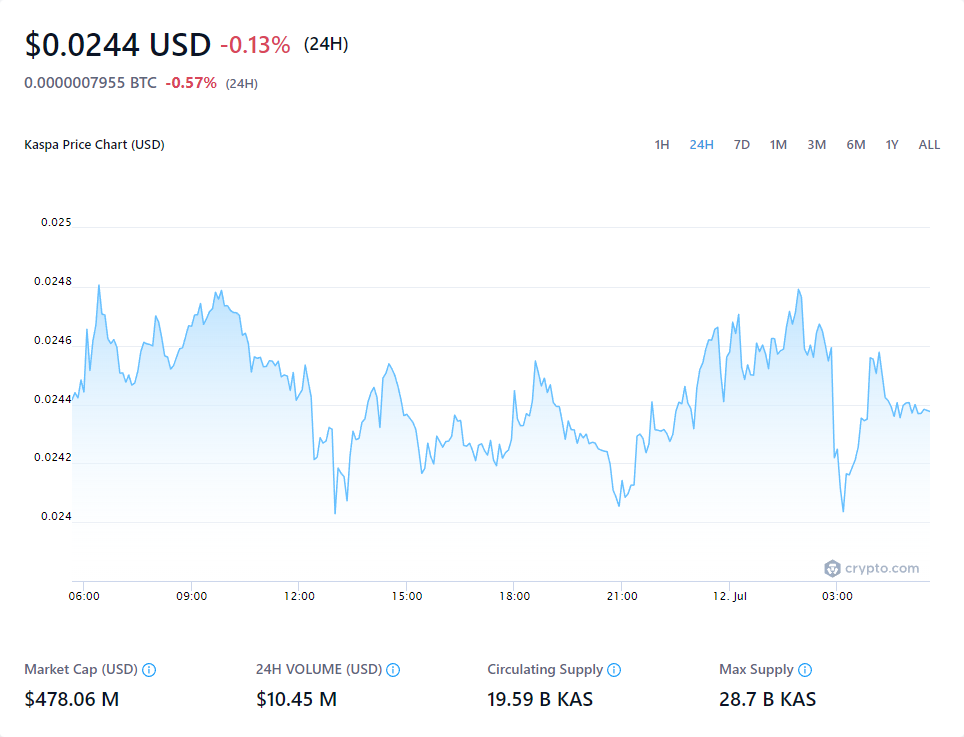 $0.0244 USD -0.13% (24H)
0.0000007955 BTC -0.57% (24H)
Kaspa Price Chart (USD) 1H 24H 7D 1M 3M 6M 1Y ALL
0.025
0.0248
0.0246
0.0244
0.0242
0.024
crypto.com
06:00 09:00 12:00 15:00 18:00 21:00 12. Jul 03:00
Market Cap (USD) 24H VOLUME (USD) Circulating Supply Max Supply
$478.06 M $10.45 M 19.59 B KAS 28.7 B KAS